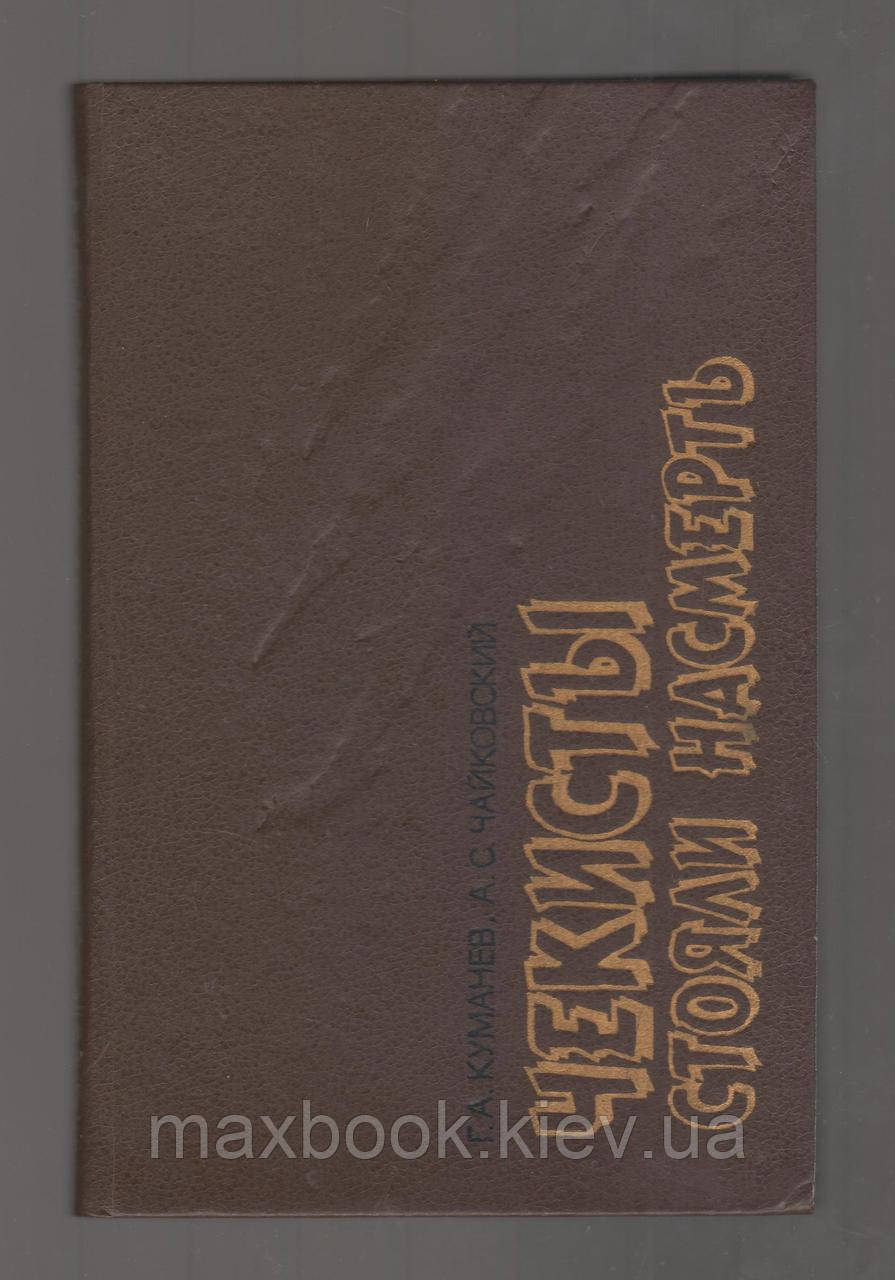 Г.А. КУМАНЕВ, А.С. ЧАЙКОВСКИЙ
ЧЕКИСТЫ
СТОЯЛИ НАСМЕРТЬ
maxbook.kiev.ua